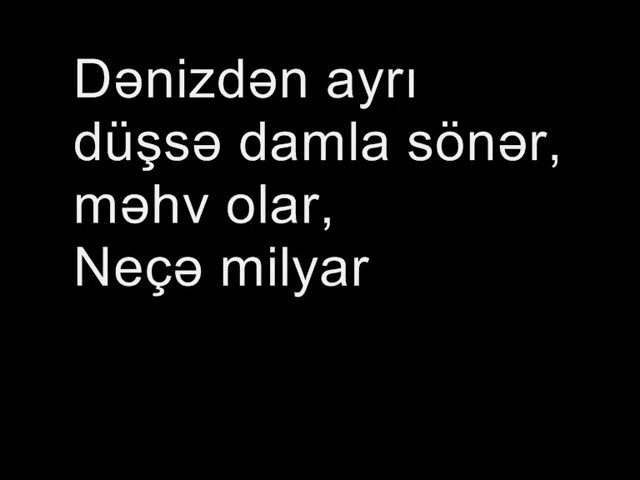 Dənizdən ayrı
düşsə damla sönər,
məhv olar,
Neçə milyar